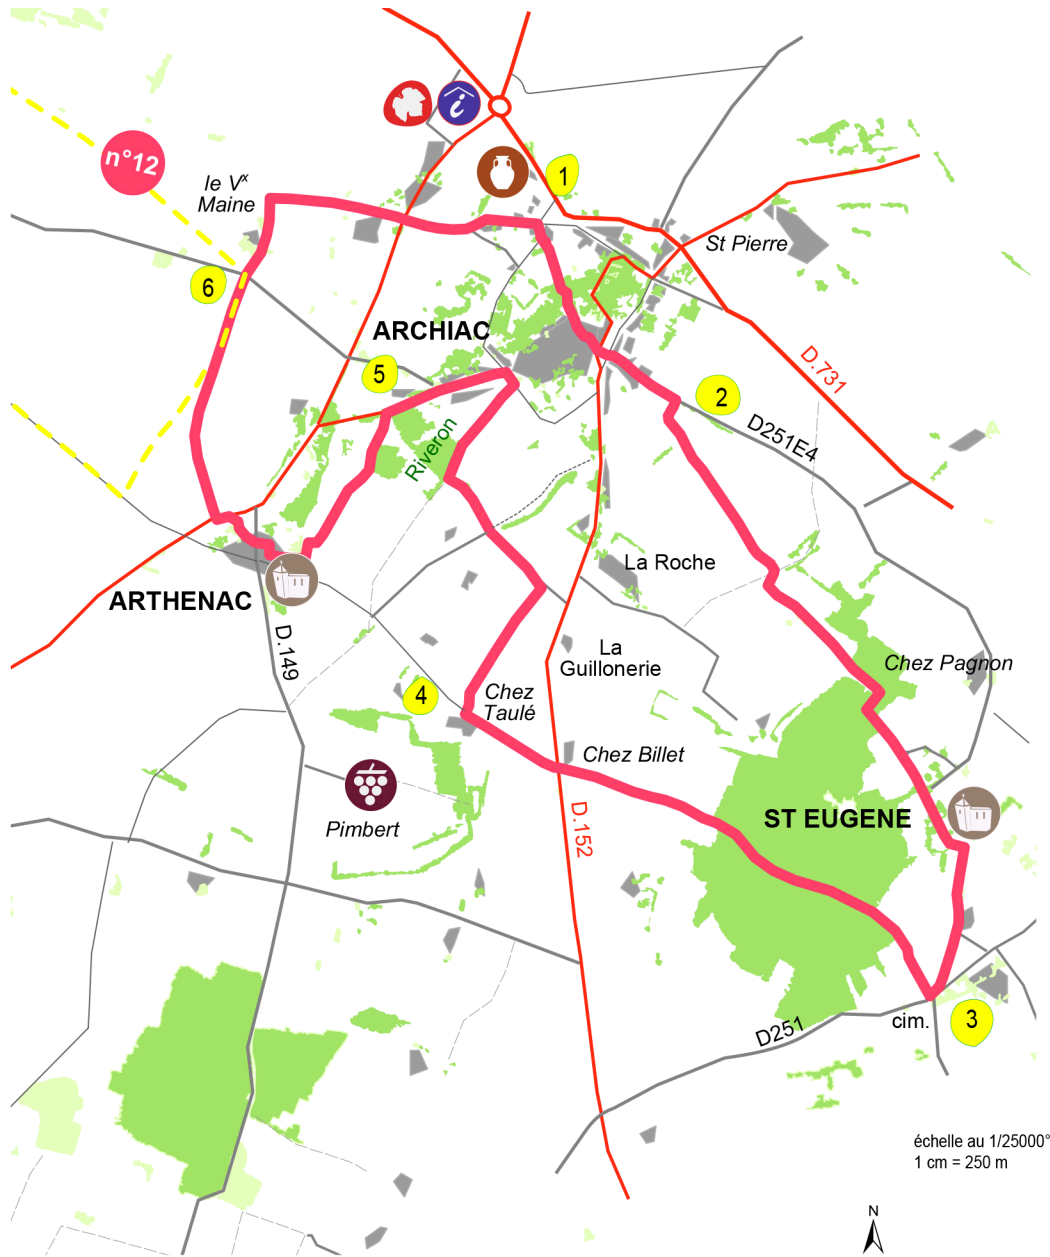 n°12
le Vˣ
Maine
i
1
St Pierre
6
ARCHIAC
5
D.731
2
D251E4
Riveron
La Roche
ARTHENAC
D.149
La
Guillonerie
Chez Pagnon
4
Chez
Taulé
Chez Billet
Pimbert
D.152
ST EUGENE
cim.
3
D251
échelle au 1/25000°
1 cm = 250 m
N